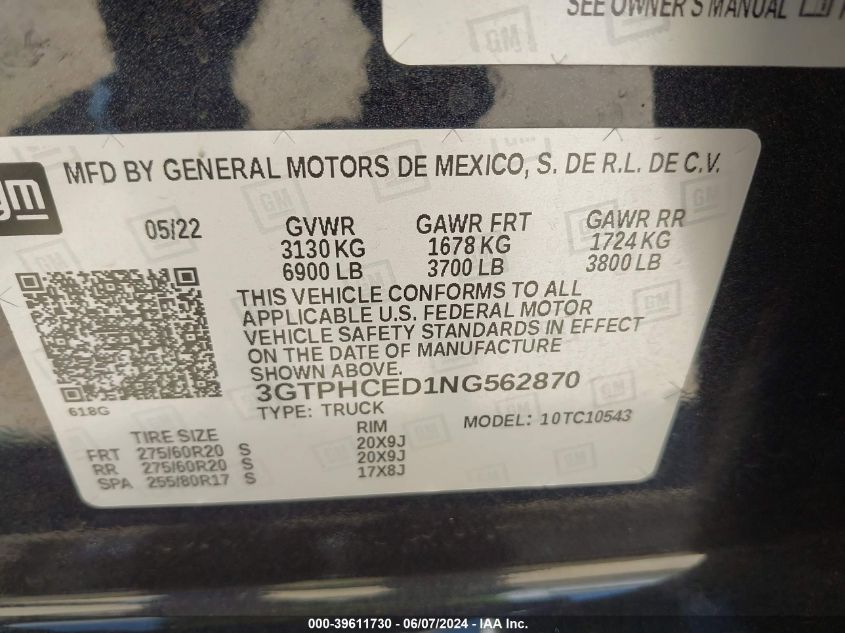 SEE OWNER'S MANUAL
gm
MFD BY GENERAL MOTORS DE MEXICO, S. DE R.L. DE C.V.
05/22 GVWR GAWR FRT GAWR RR
3130 KG 1678 KG 1724 KG
6900 LB 3700 LB 3800 LB
THIS VEHICLE CONFORMS TO ALL
APPLICABLE U.S. FEDERAL MOTOR
VEHICLE SAFETY STANDARDS IN EFFECT
ON THE DATE OF MANUFACTURE
SHOWN ABOVE.
3GTPHCED1NG562870
618G
TYPE: TRUCK MODEL: 10TC10543
TIRE SIZE RIM
FRT 275/60R20 S 20X9J
RR 275/60R20 S 20X9J
SPA 255/80R17 S 17X8J
000-39611730 - 06/07/2024 - IAA Inc.